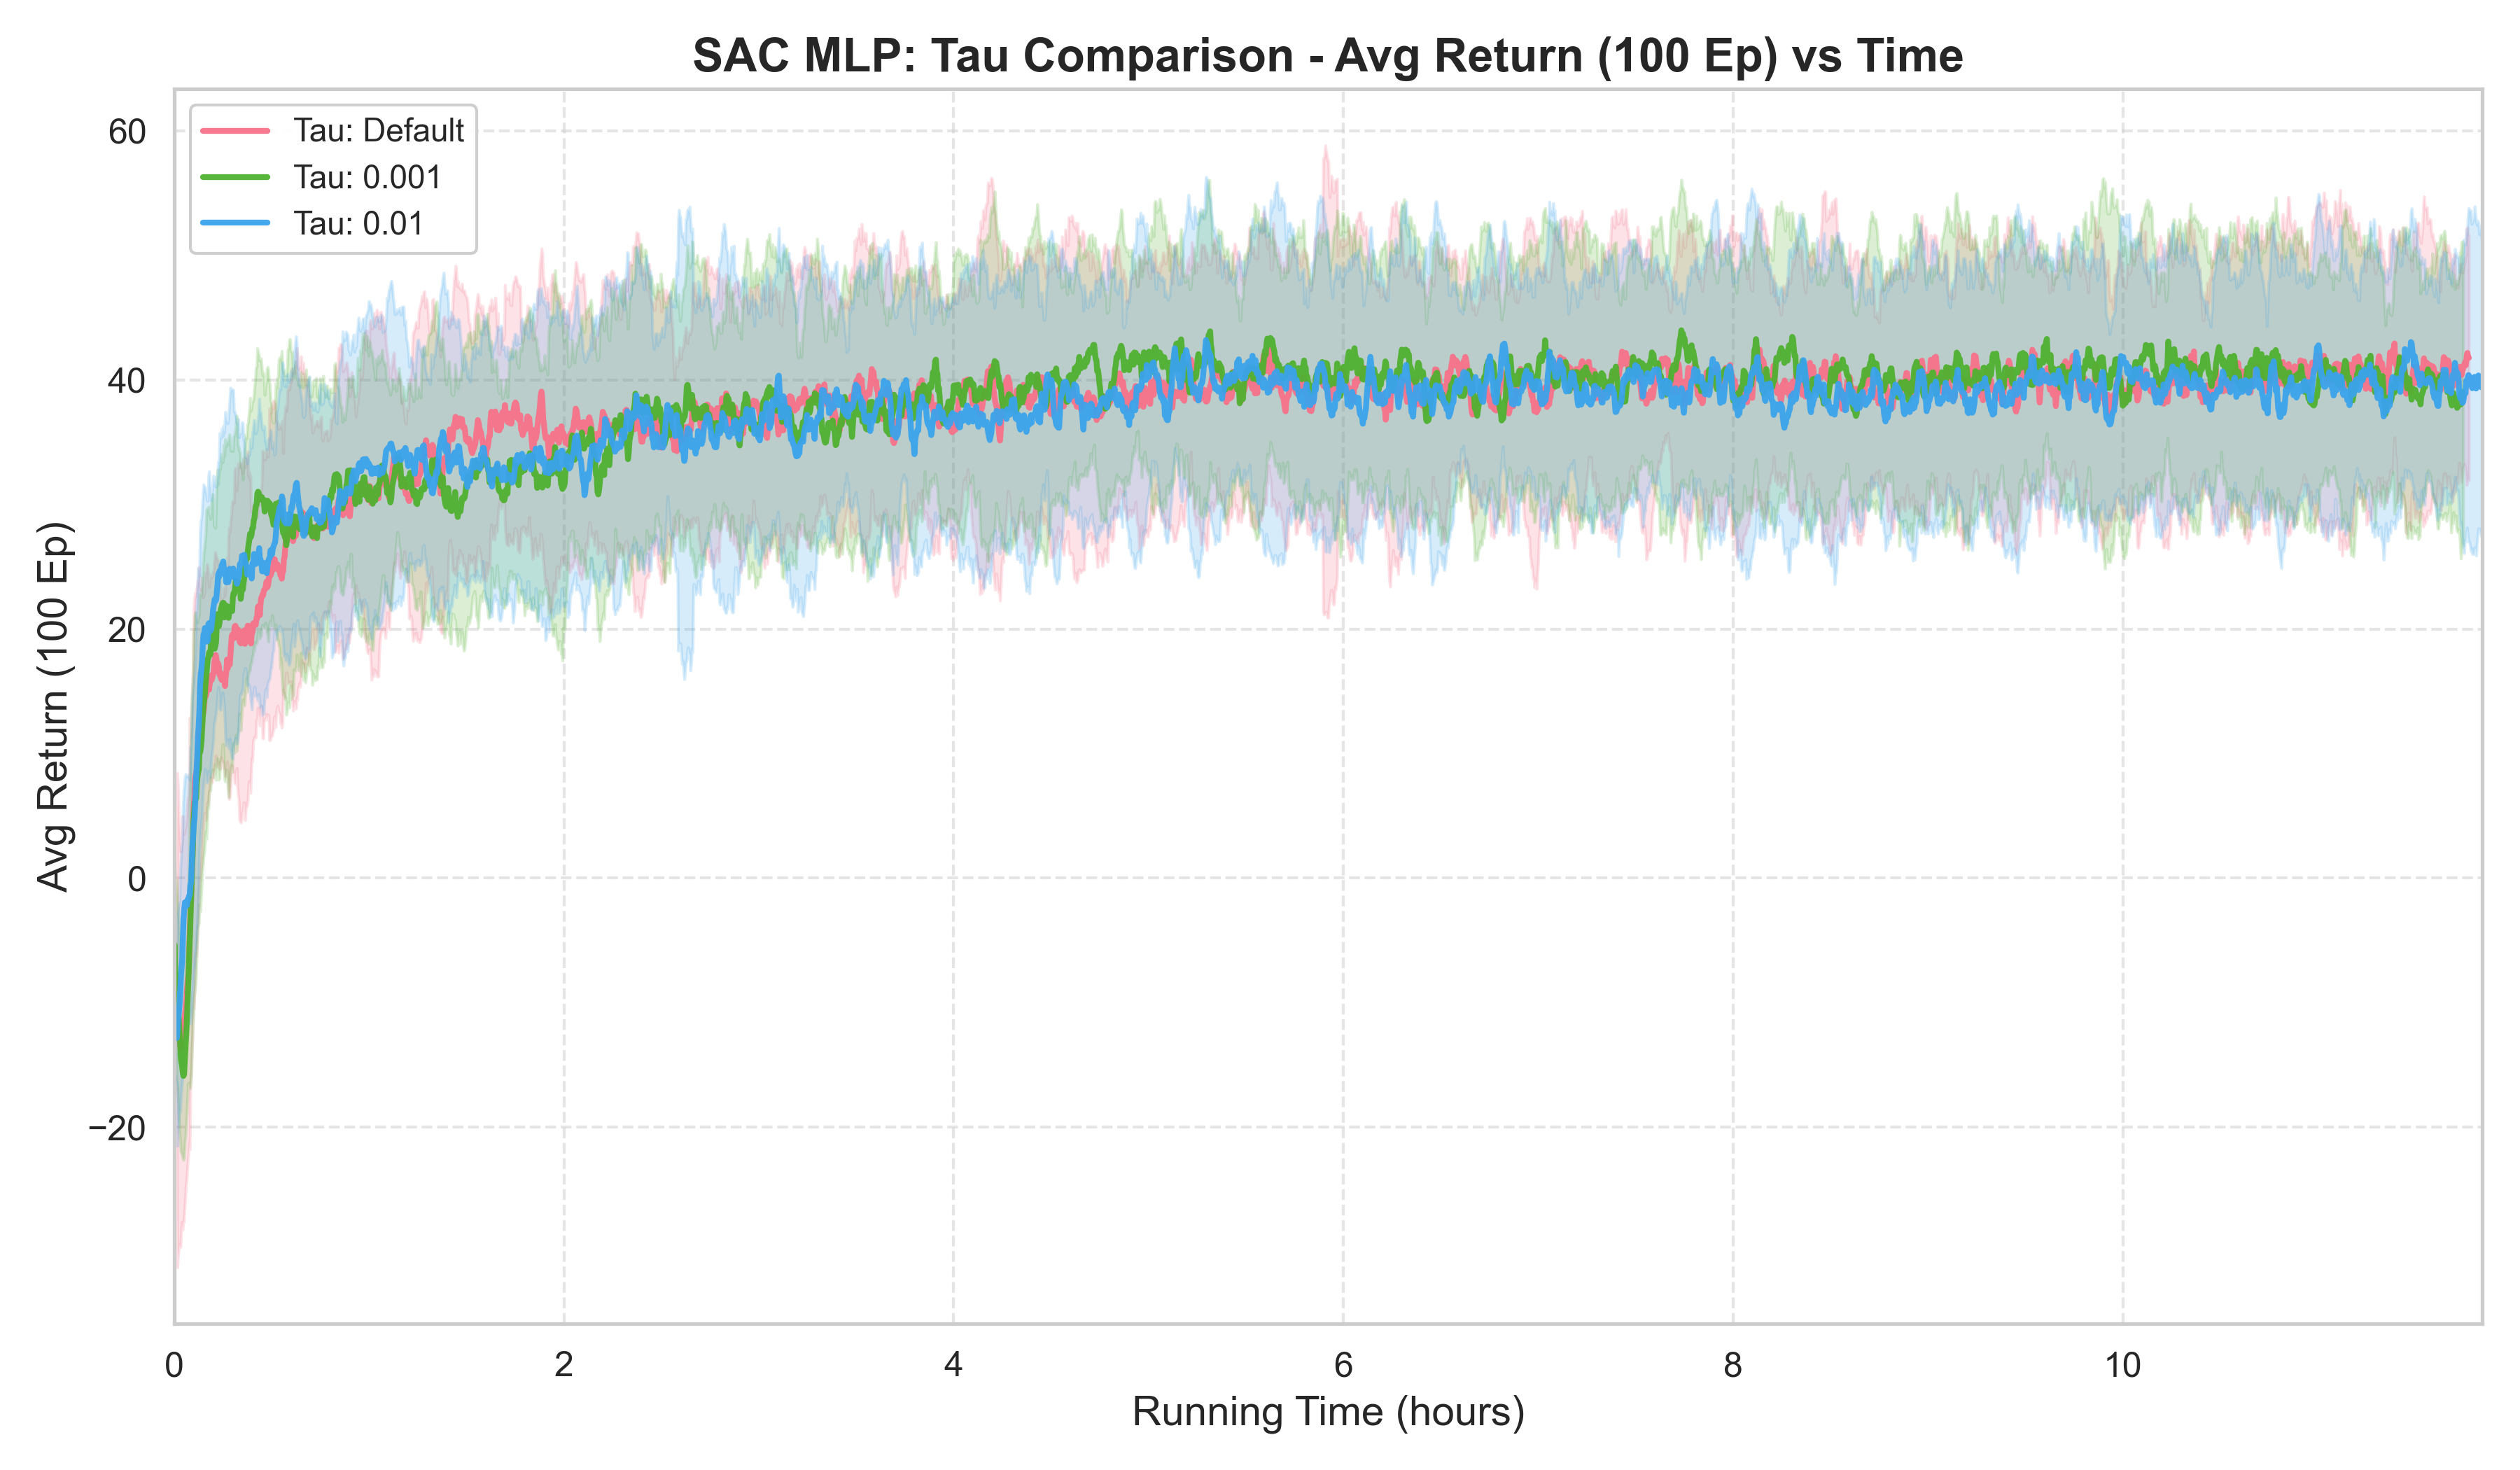 SAC MLP: Tau Comparison - Avg Return (100 Ep) vs Time
Tau: Default
Tau: 0.001
Tau: 0.01
Avg Return (100 Ep)
60
40
20
0
−20
0 2 4 6 8 10
Running Time (hours)